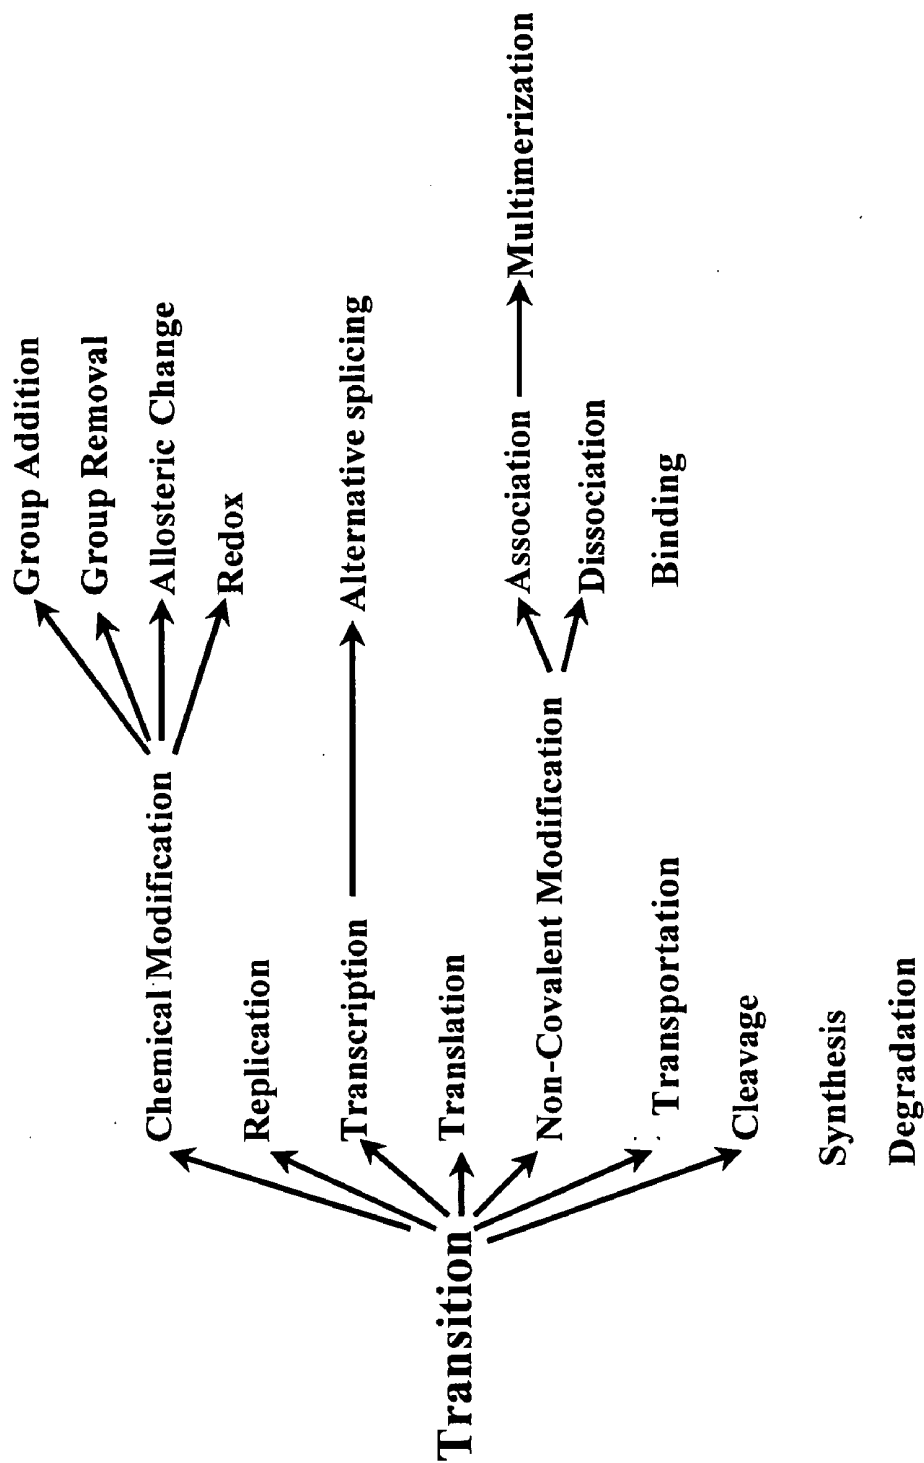 Transition
Chemical Modification
Replication
Transcription
Translation
Non-Covalent Modification
Transportation
Cleavage
Synthesis
Degradation
Group Addition
Group Removal
Allosteric Change
Redox
Alternative splicing
Association
Dissociation
Binding
Multimerization